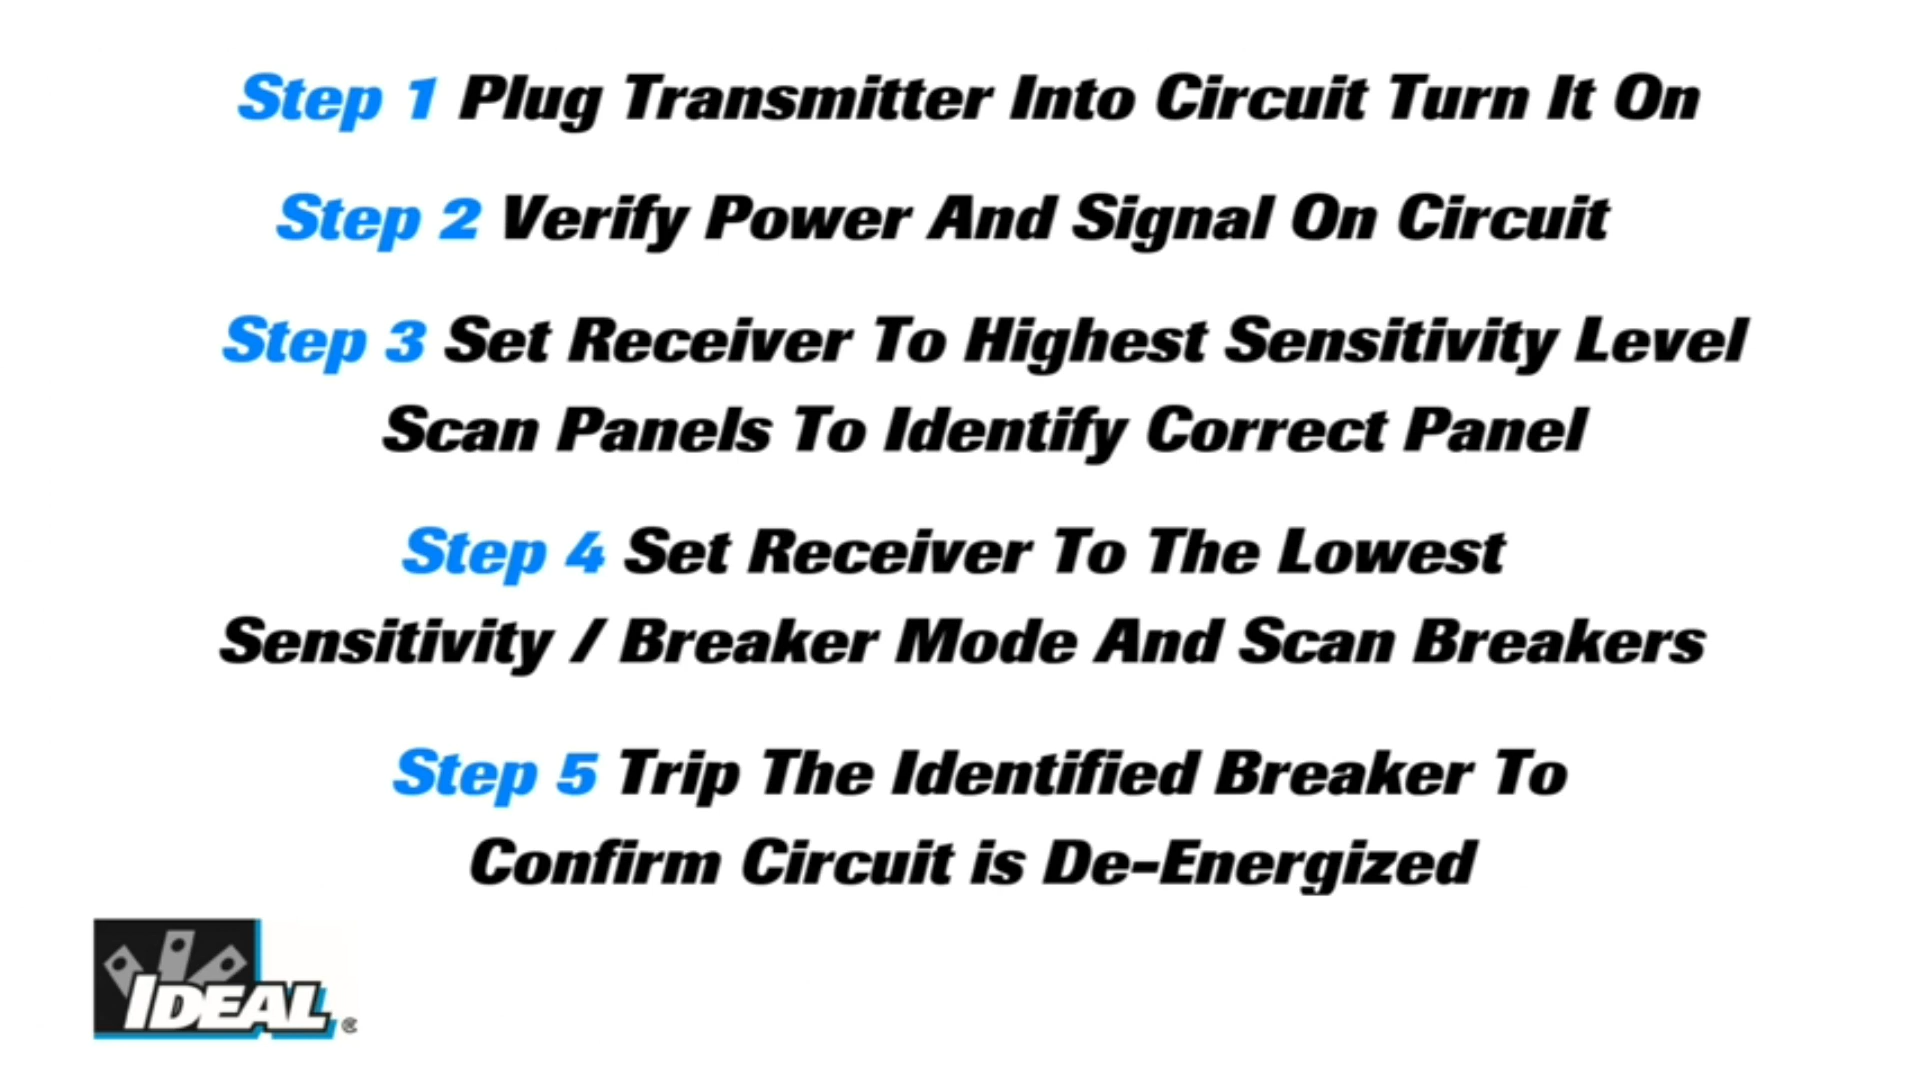 Step 1 Plug Transmitter Into Circuit Turn It On
Step 2 Verify Power And Signal On Circuit
Step 3 Set Receiver To Highest Sensitivity Level
Scan Panels To Identify Correct Panel
Step 4 Set Receiver To The Lowest
Sensitivity / Breaker Mode And Scan Breakers
Step 5 Trip The Identified Breaker To
Confirm Circuit is De-Energized
IDEAL